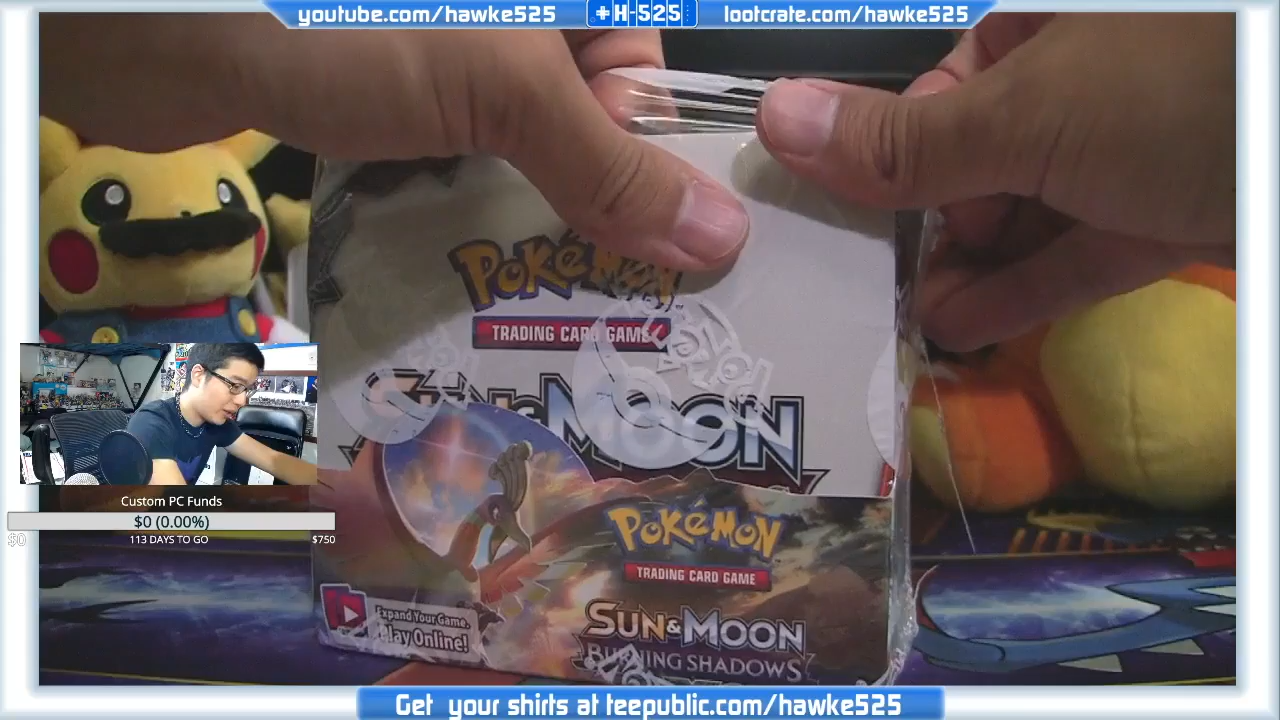 youtube.com/hawke525
+H-525
lootcrate.com/hawke525
POKéMON
TRADING CARD GAME
SUN & MOON
POKéMON
TRADING CARD GAME
SUN & MOON
BURNING SHADOWS
Expand Your Game.
Play Online!
Custom PC Funds
$0 (0.00%)
$0
113 DAYS TO GO
$750
Get your shirts at teepublic.com/hawke525